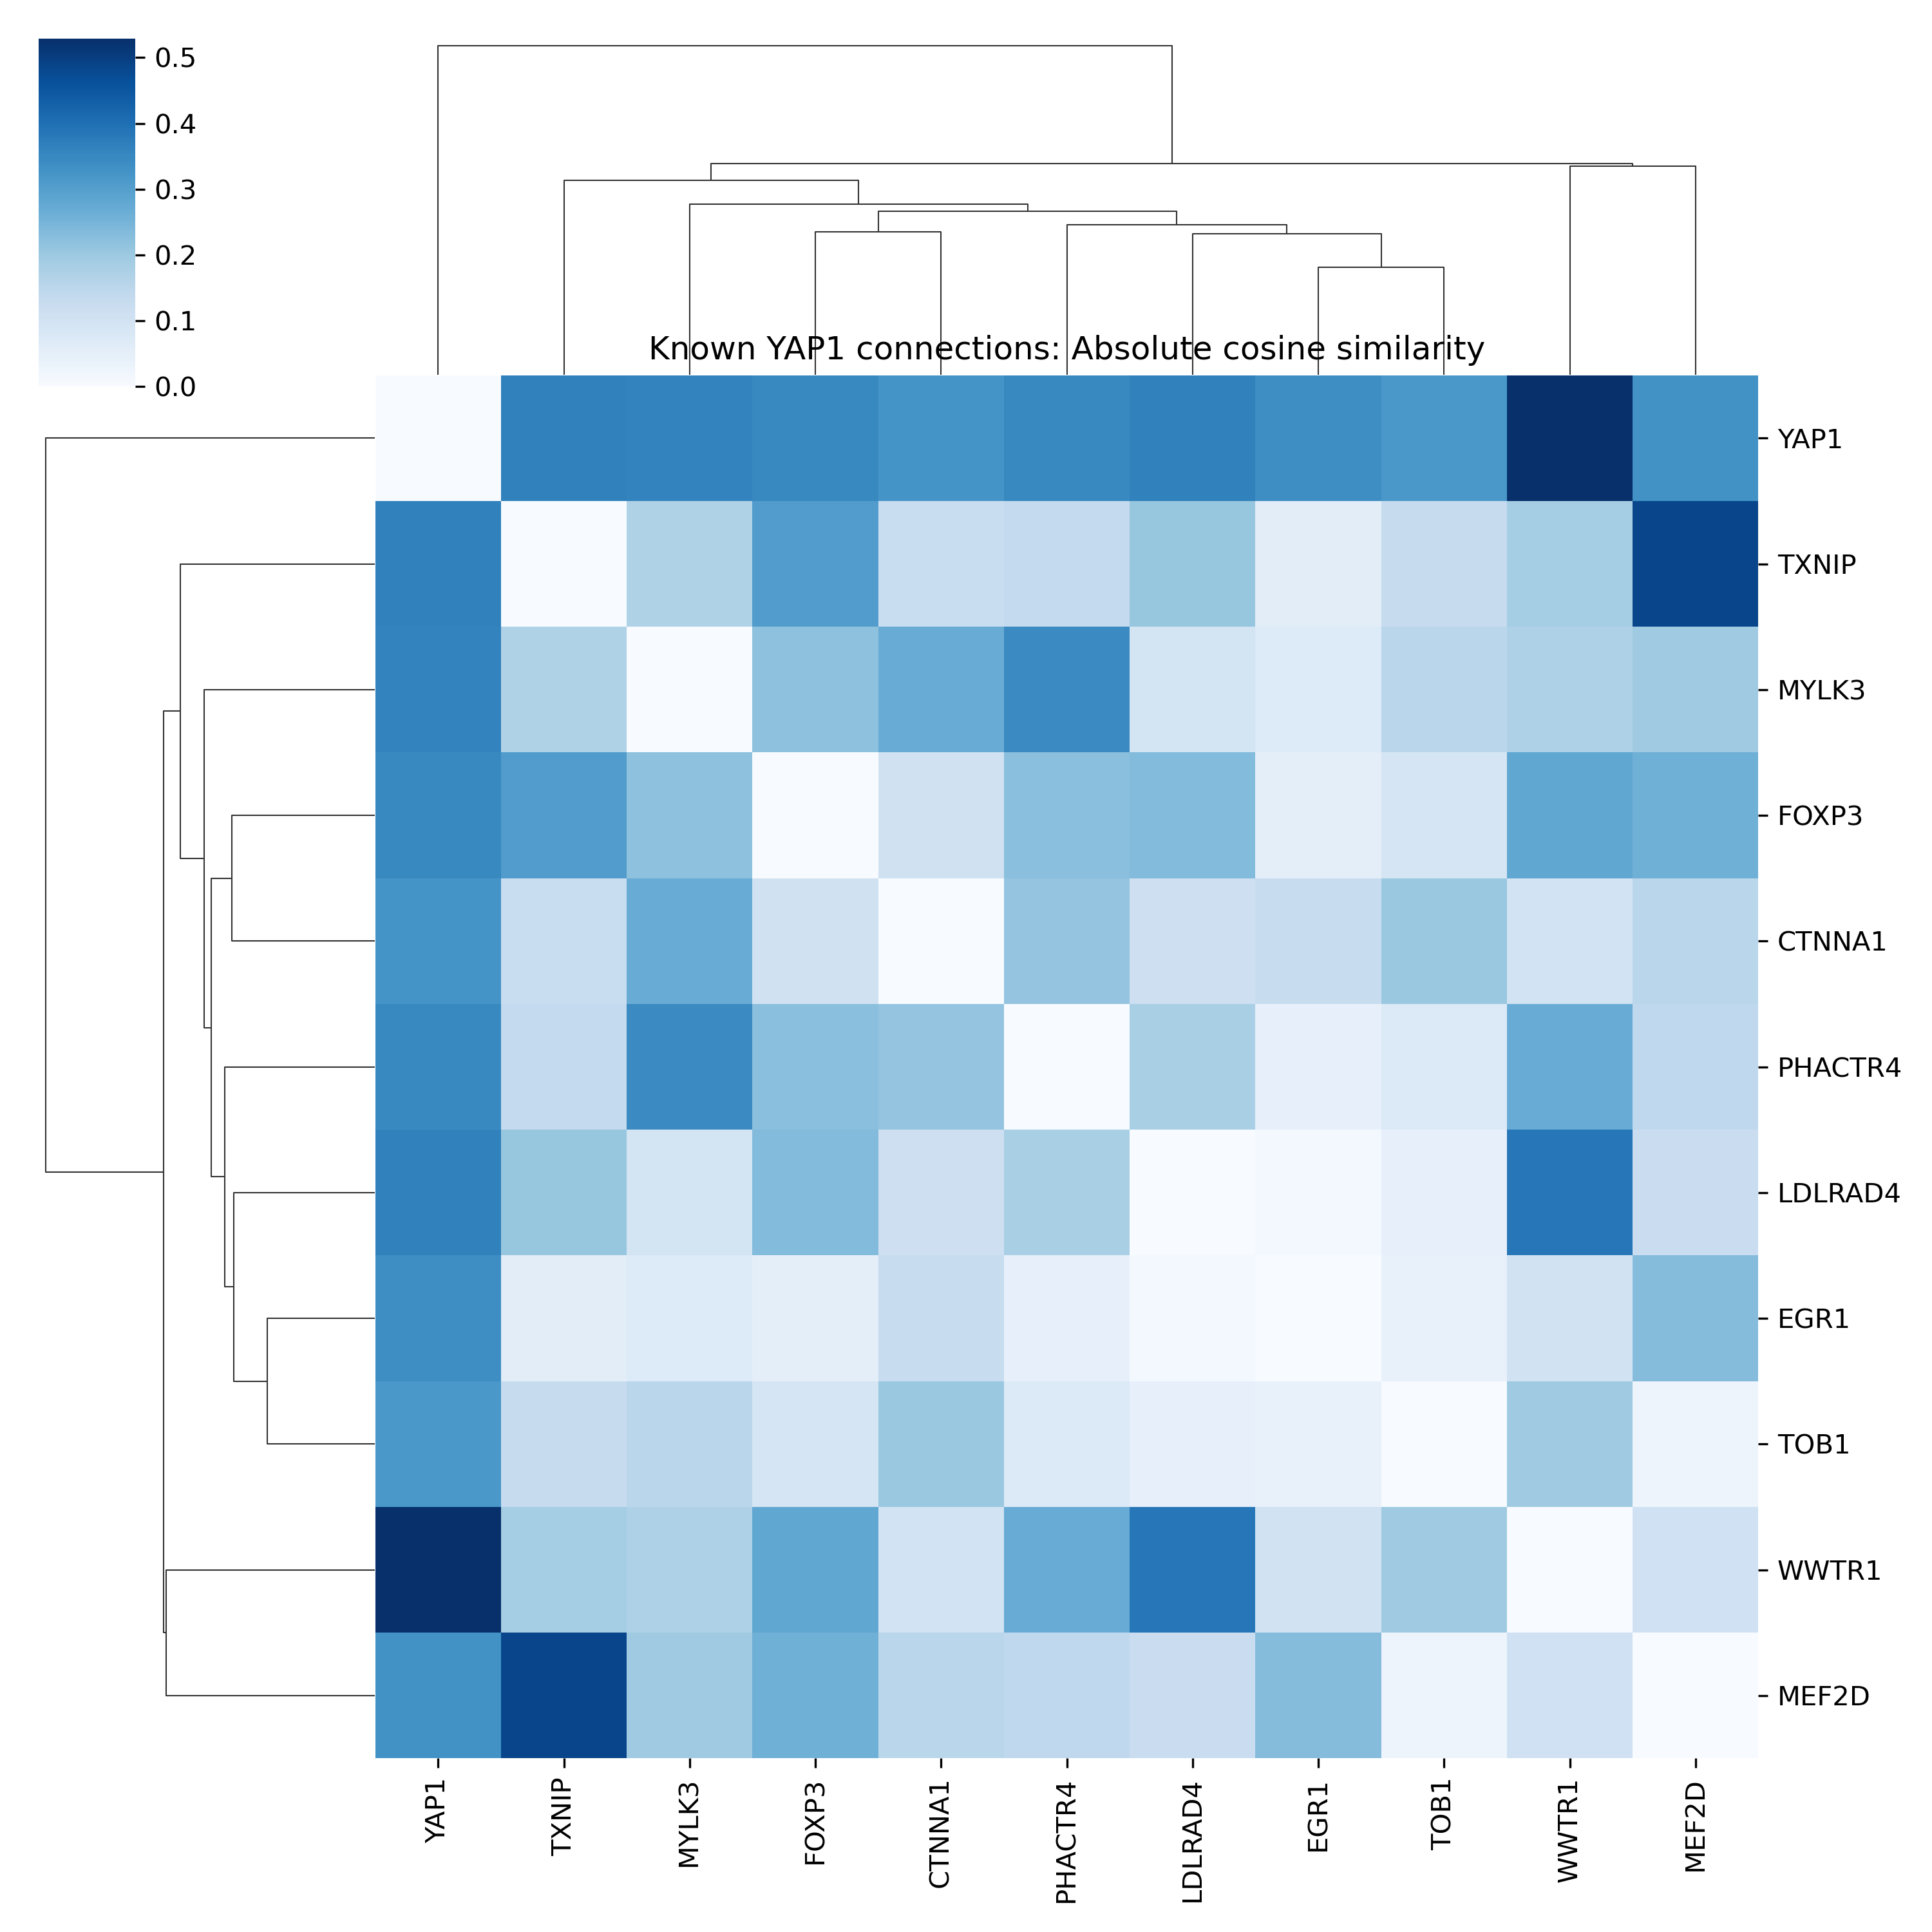 0.5
0.4
0.3
0.2
0.1
0.0
Known YAP1 connections: Absolute cosine similarity
YAP1
TXNIP
MYLK3
FOXP3
CTNNA1
PHACTR4
LDLRAD4
EGR1
TOB1
WWTR1
MEF2D
YAP1
TXNIP
MYLK3
FOXP3
CTNNA1
PHACTR4
LDLRAD4
EGR1
TOB1
WWTR1
MEF2D